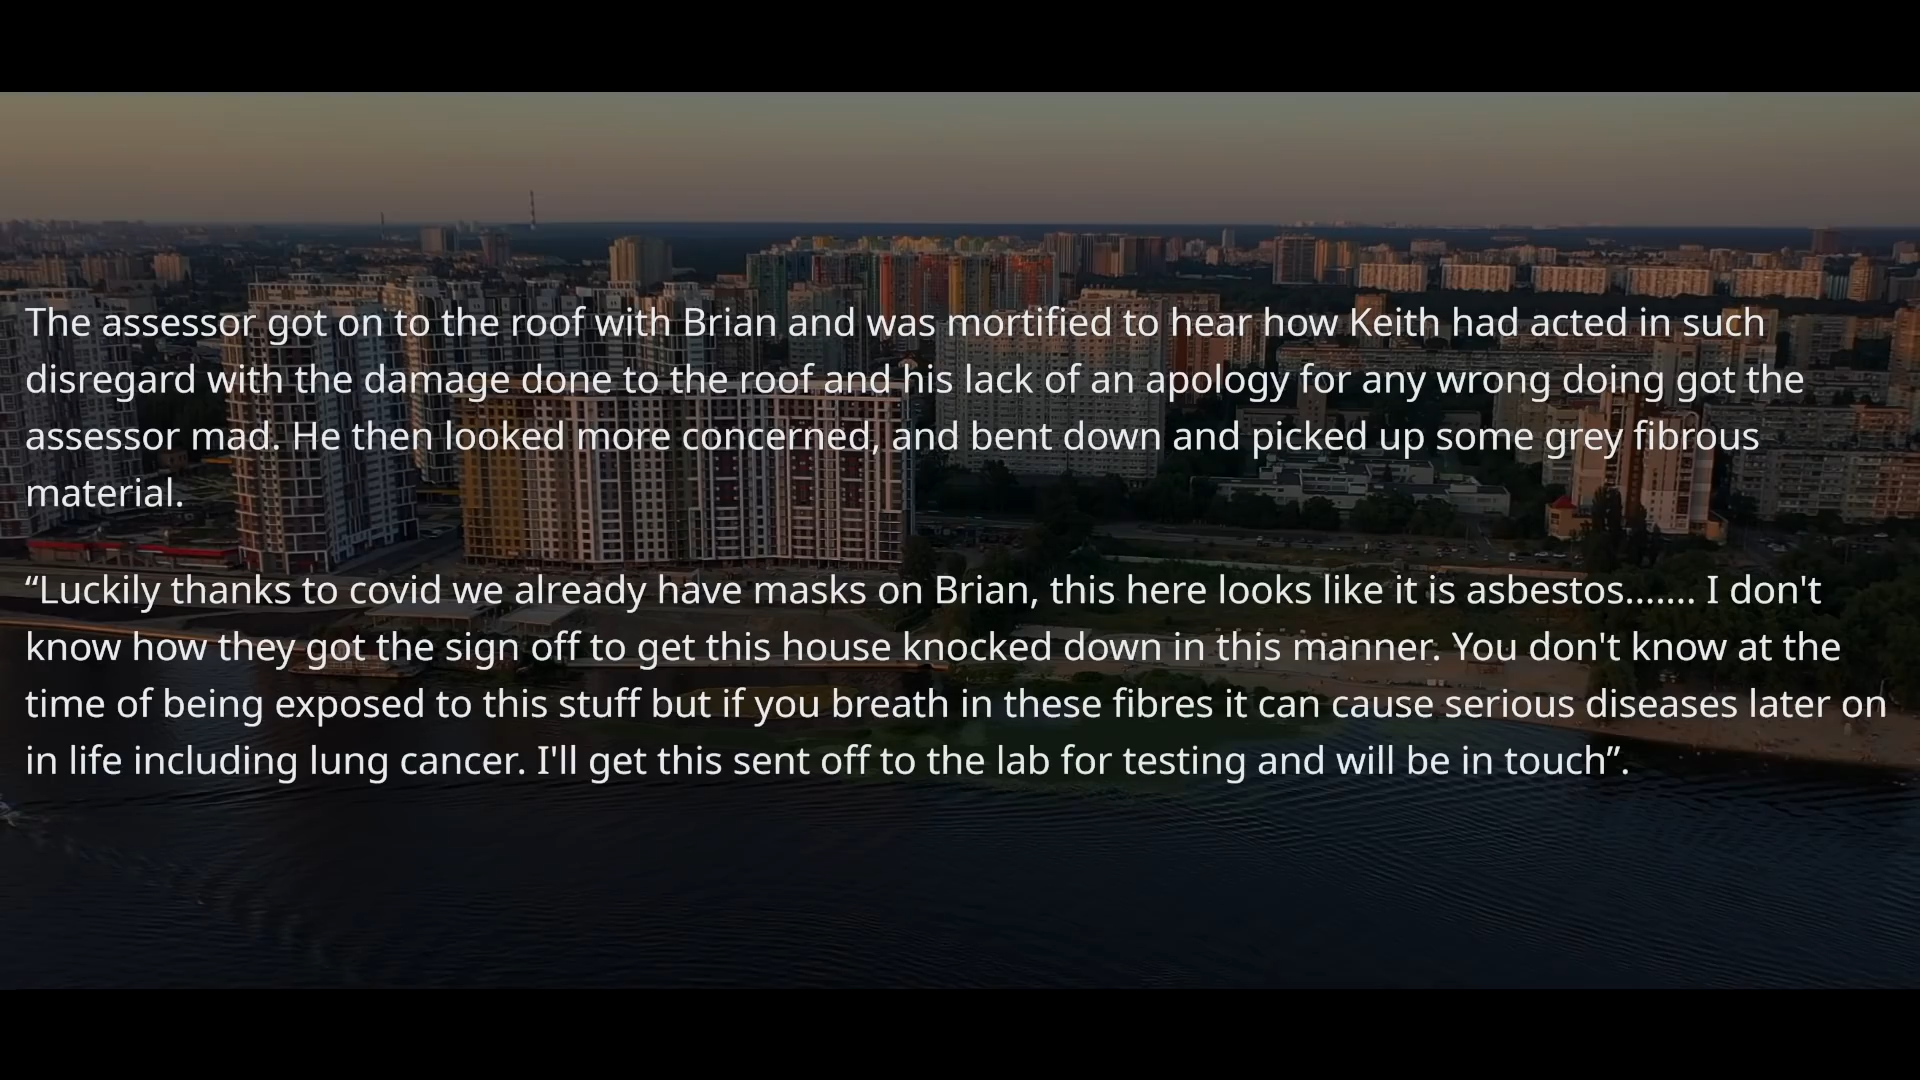 The assessor got on to the roof with Brian and was mortified to hear how Keith had acted in such
disregard with the damage done to the roof and his lack of an apology for any wrong doing got the
assessor mad. He then looked more concerned, and bent down and picked up some grey fibrous
material.
“Luckily thanks to covid we already have masks on Brian, this here looks like it is asbestos....... I don't
know how they got the sign off to get this house knocked down in this manner. You don't know at the
time of being exposed to this stuff but if you breath in these fibres it can cause serious diseases later on
in life including lung cancer. I'll get this sent off to the lab for testing and will be in touch”.